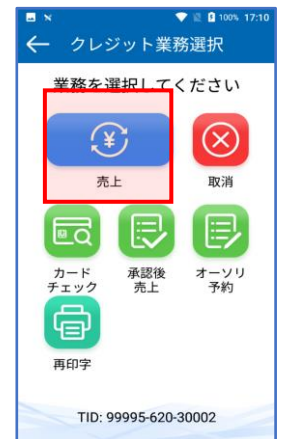 100% 17:10
クレジット業務選択
業務を選択してください
¥
売上 取消
カード
チェック
承認後
売上
オーソリ
予約
再印字
TID: 99995-620-30002